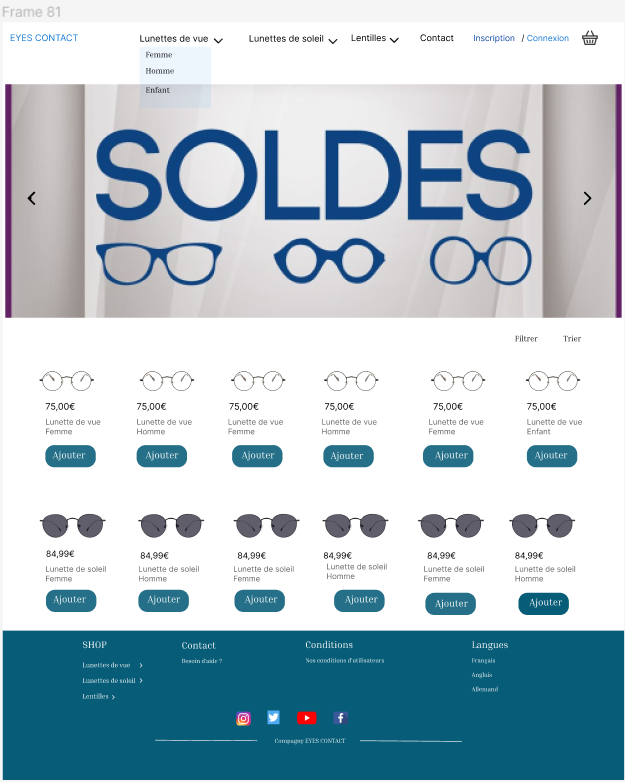 Frame 81
EYES CONTACT Lunettes de vue Lunettes de soleil Lentilles Contact Inscription / Connexion
Femme
Homme
Enfant
SOLDES
Filtrer Trier
75,00€ 75,00€ 75,00€ 75,00€ 75,00€ 75,00€
Lunette de vue Lunette de vue Lunette de vue Lunette de vue Lunette de vue Lunette de vue
Femme Homme Femme Homme Femme Enfant
Ajouter Ajouter Ajouter Ajouter Ajouter Ajouter
84,99€ 84,99€ 84,99€ 84,99€ 84,99€ 84,99€
Lunette de soleil Lunette de soleil Lunette de soleil Lunette de soleil Lunette de soleil Lunette de soleil
Femme Homme Femme Homme Femme Homme
Ajouter Ajouter Ajouter Ajouter Ajouter Ajouter
SHOP Contact Conditions Langues
Lunettes de vue Besoin d'aide ? Nos conditions d'utilisateurs Français
Lunettes de soleil Anglais
Lentilles Allemand
Compagny EYES CONTACT